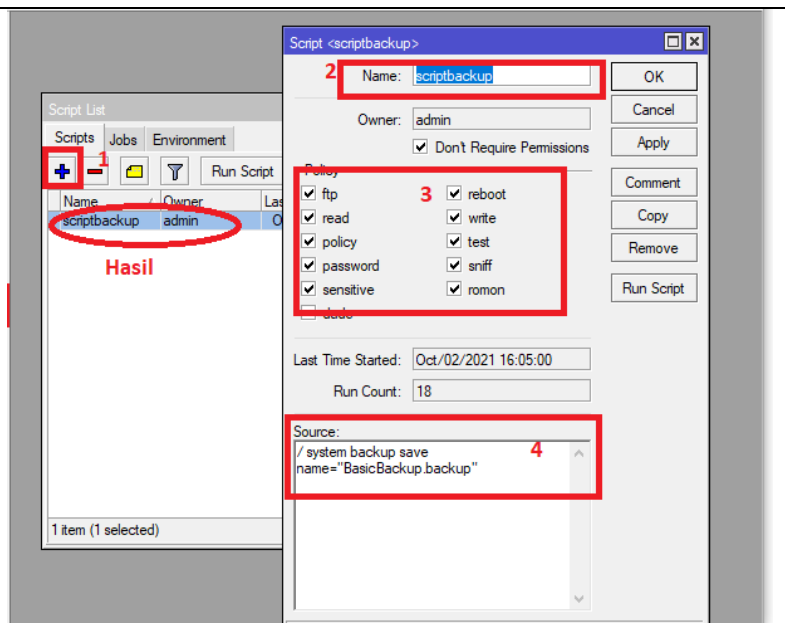 Script <scriptbackup>
2 Name: scriptbackup
OK
Owner: admin
Cancel
Don't Require Permissions
Apply
Policy
ftp 3 reboot
Comment
read write
Copy
policy test
Remove
password sniff
sensitive romon
Run Script
dude
Last Time Started: Oct/02/2021 16:05:00
Run Count: 18
Source:
/ system backup save 4
name="BasicBackup.backup"
Script List
Scripts Jobs Environment
1
Run Script
Name Owner Las
scriptbackup admin O
Hasil
1 item (1 selected)